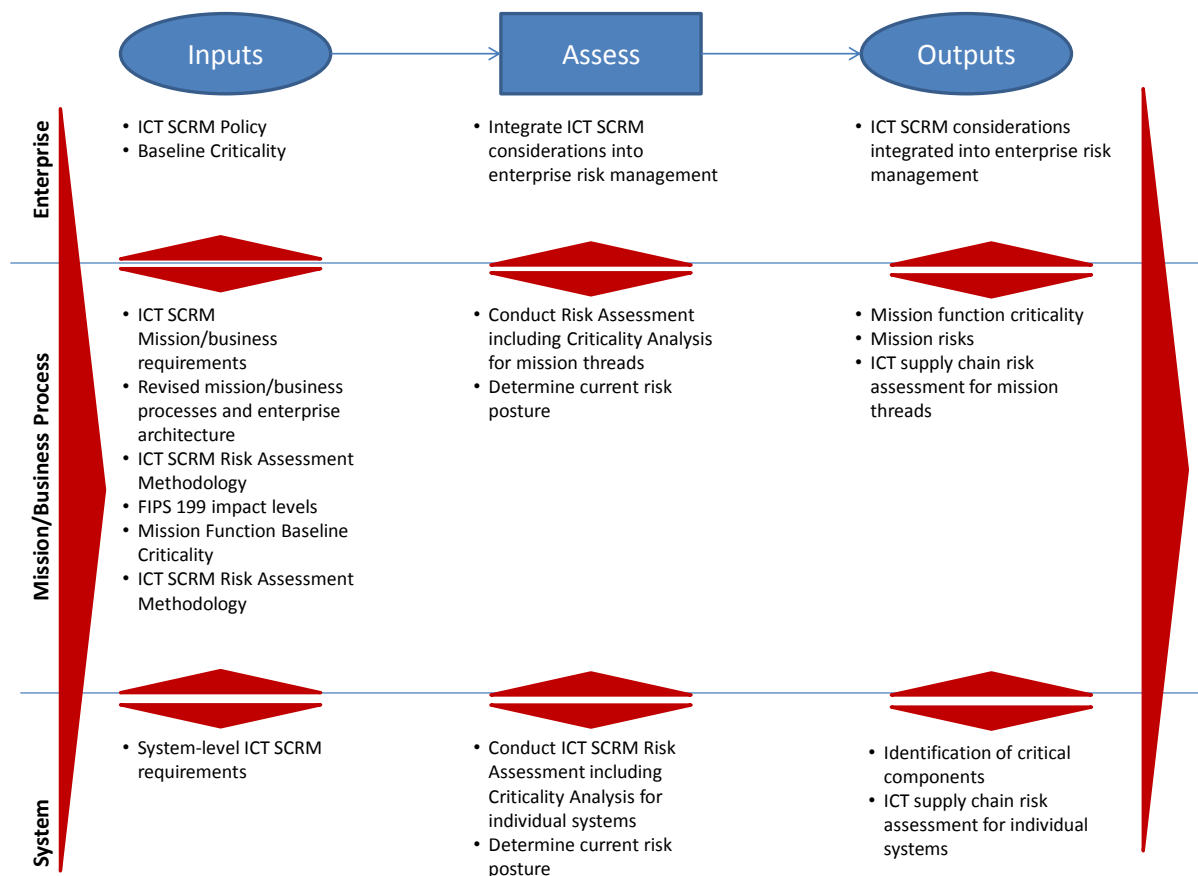 Inputs
Assess
Outputs
Enterprise
• ICT SCRM Policy
• Baseline Criticality
• Integrate ICT SCRM
considerations into
enterprise risk management
• ICT SCRM considerations
integrated into enterprise risk
management
Mission/Business Process
• ICT SCRM
Mission/business
requirements
• Revised mission/business
processes and enterprise
architecture
• ICT SCRM Risk Assessment
Methodology
• FIPS 199 impact levels
• Mission Function Baseline
Criticality
• ICT SCRM Risk Assessment
Methodology
• Conduct Risk Assessment
including Criticality Analysis
for mission threads
• Determine current risk
posture
• Mission function criticality
• Mission risks
• ICT supply chain risk
assessment for mission
threads
System
• System-level ICT SCRM
requirements
• Conduct ICT SCRM Risk
Assessment including
Criticality Analysis for
individual systems
• Determine current risk
posture
• Identification of critical
components
• ICT supply chain risk
assessment for individual
systems